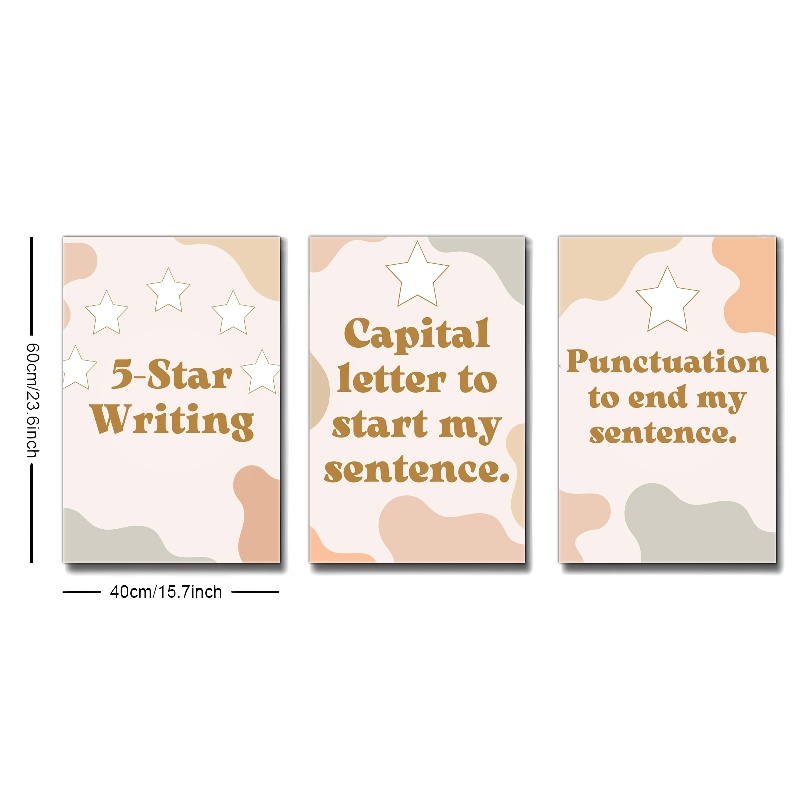 5-Star
Writing
Capital
letter to
start my
sentence.
Punctuation
to end my
sentence.
60cm/23.6inch
40cm/15.7inch